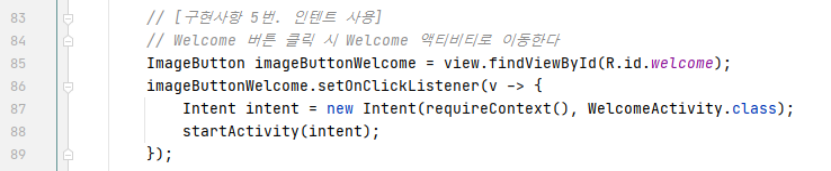 83 // [구현사항 5번. 인텐트 사용]
84 // Welcome 버튼 클릭 시 Welcome 액티비티로 이동한다
85 ImageButton imageButtonWelcome = view.findViewById(R.id.welcome);
86 imageButtonWelcome.setOnClickListener(v -> {
87 Intent intent = new Intent(requireContext(), WelcomeActivity.class);
88 startActivity(intent);
89 });